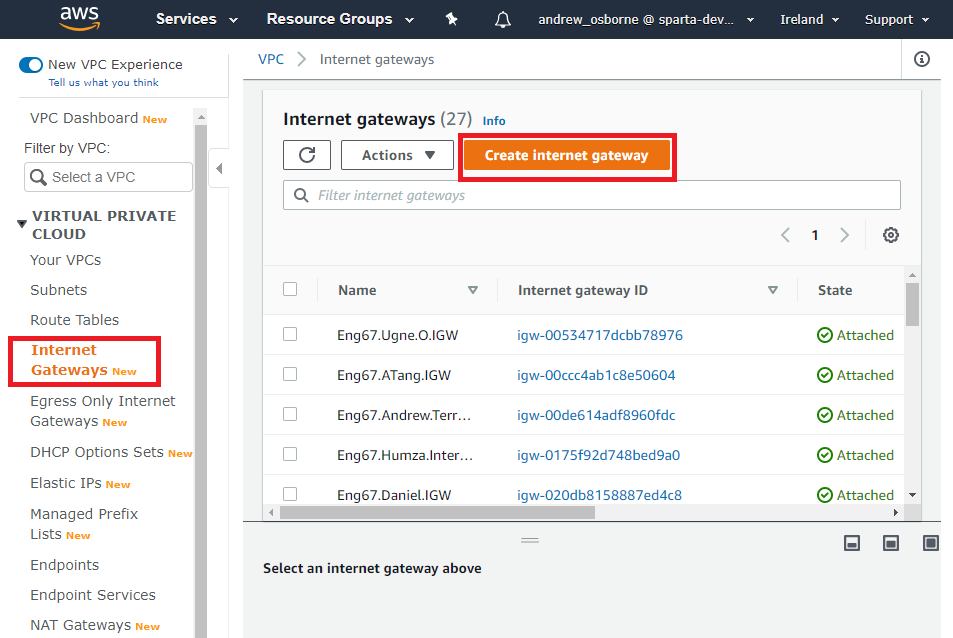 aws Services Resource Groups andrew_osborne @ sparta-dev... Ireland Support
New VPC Experience
Tell us what you think
VPC Dashboard New
Filter by VPC:
Select a VPC
VIRTUAL PRIVATE
CLOUD
Your VPCs
Subnets
Route Tables
Internet
Gateways New
Egress Only Internet
Gateways New
DHCP Options Sets New
Elastic IPs New
Managed Prefix
Lists New
Endpoints
Endpoint Services
NAT Gateways New
VPC > Internet gateways
Internet gateways (27) Info
Actions Create internet gateway
Filter internet gateways
1
Name Internet gateway ID State
Eng67.Ugne.O.IGW igw-00534717dcbb78976 Attached
Eng67.ATang.IGW igw-00ccc4ab1c8e50604 Attached
Eng67.Andrew.Terr... igw-00de614adf8960fdc Attached
Eng67.Humza.Inter... igw-0175f92d748bed9a0 Attached
Eng67.Daniel.IGW igw-020db8158887ed4c8 Attached
Select an internet gateway above